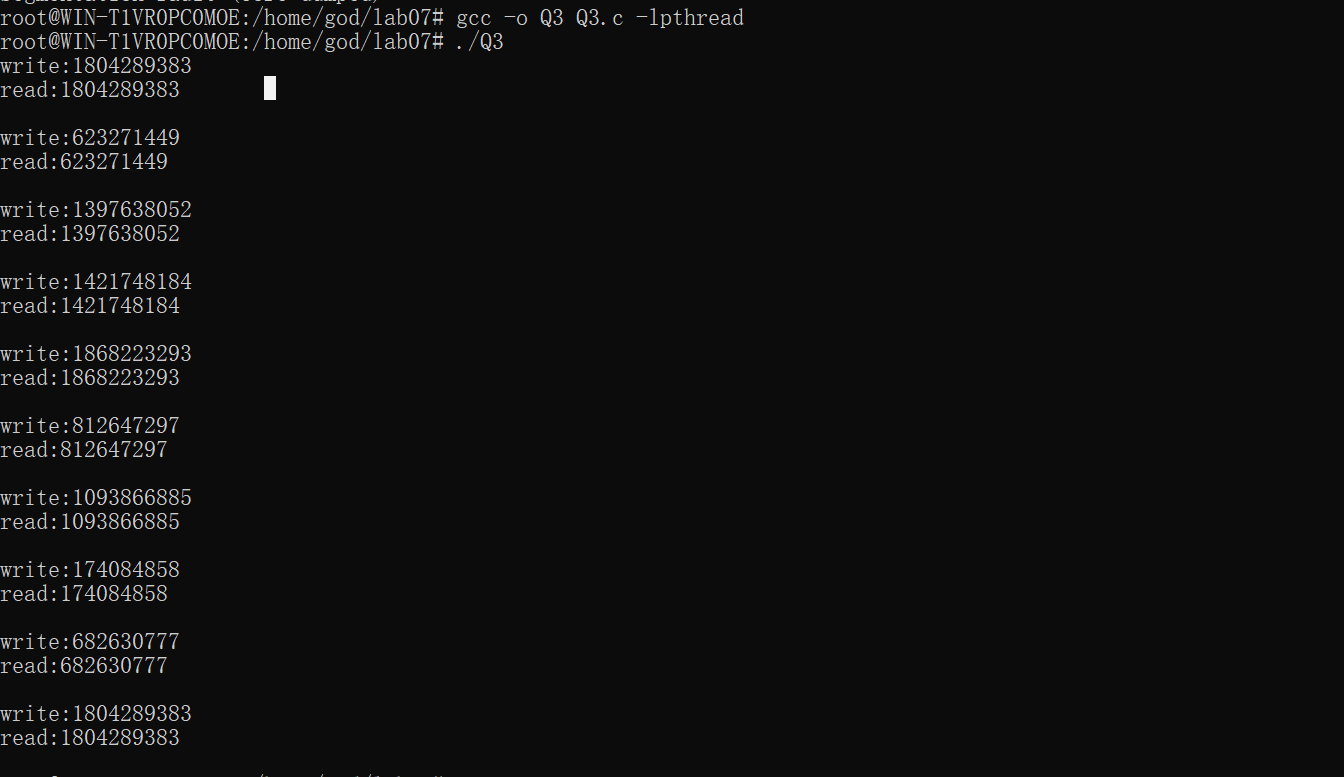 root@WIN-T1VR0PC0MOE:/home/god/lab07# gcc -o Q3 Q3.c -lpthread
root@WIN-T1VR0PC0MOE:/home/god/lab07# ./Q3
write:1804289383
read:1804289383
write:623271449
read:623271449
write:1397638052
read:1397638052
write:1421748184
read:1421748184
write:1868223293
read:1868223293
write:812647297
read:812647297
write:1093866885
read:1093866885
write:174084858
read:174084858
write:682630777
read:682630777
write:1804289383
read:1804289383